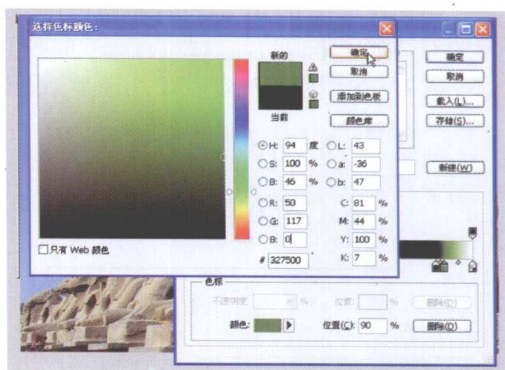 选择色标颜色:
新的
当前
确定
取消
添加到色板
颜色库
H: 94 度
S: 100 %
B: 46 %
R: 50
G: 117
B: 0
L: 43
a: -36
b: 47
C: 81 %
M: 44 %
Y: 100 %
K: 7 %
只有 Web 颜色
# 327500
确定
取消
载入(L)...
存储(S)...
新建(W)
色标
不透明度: %
位置: %
删除(D)
颜色:
位置(C): 90 %
删除(D)